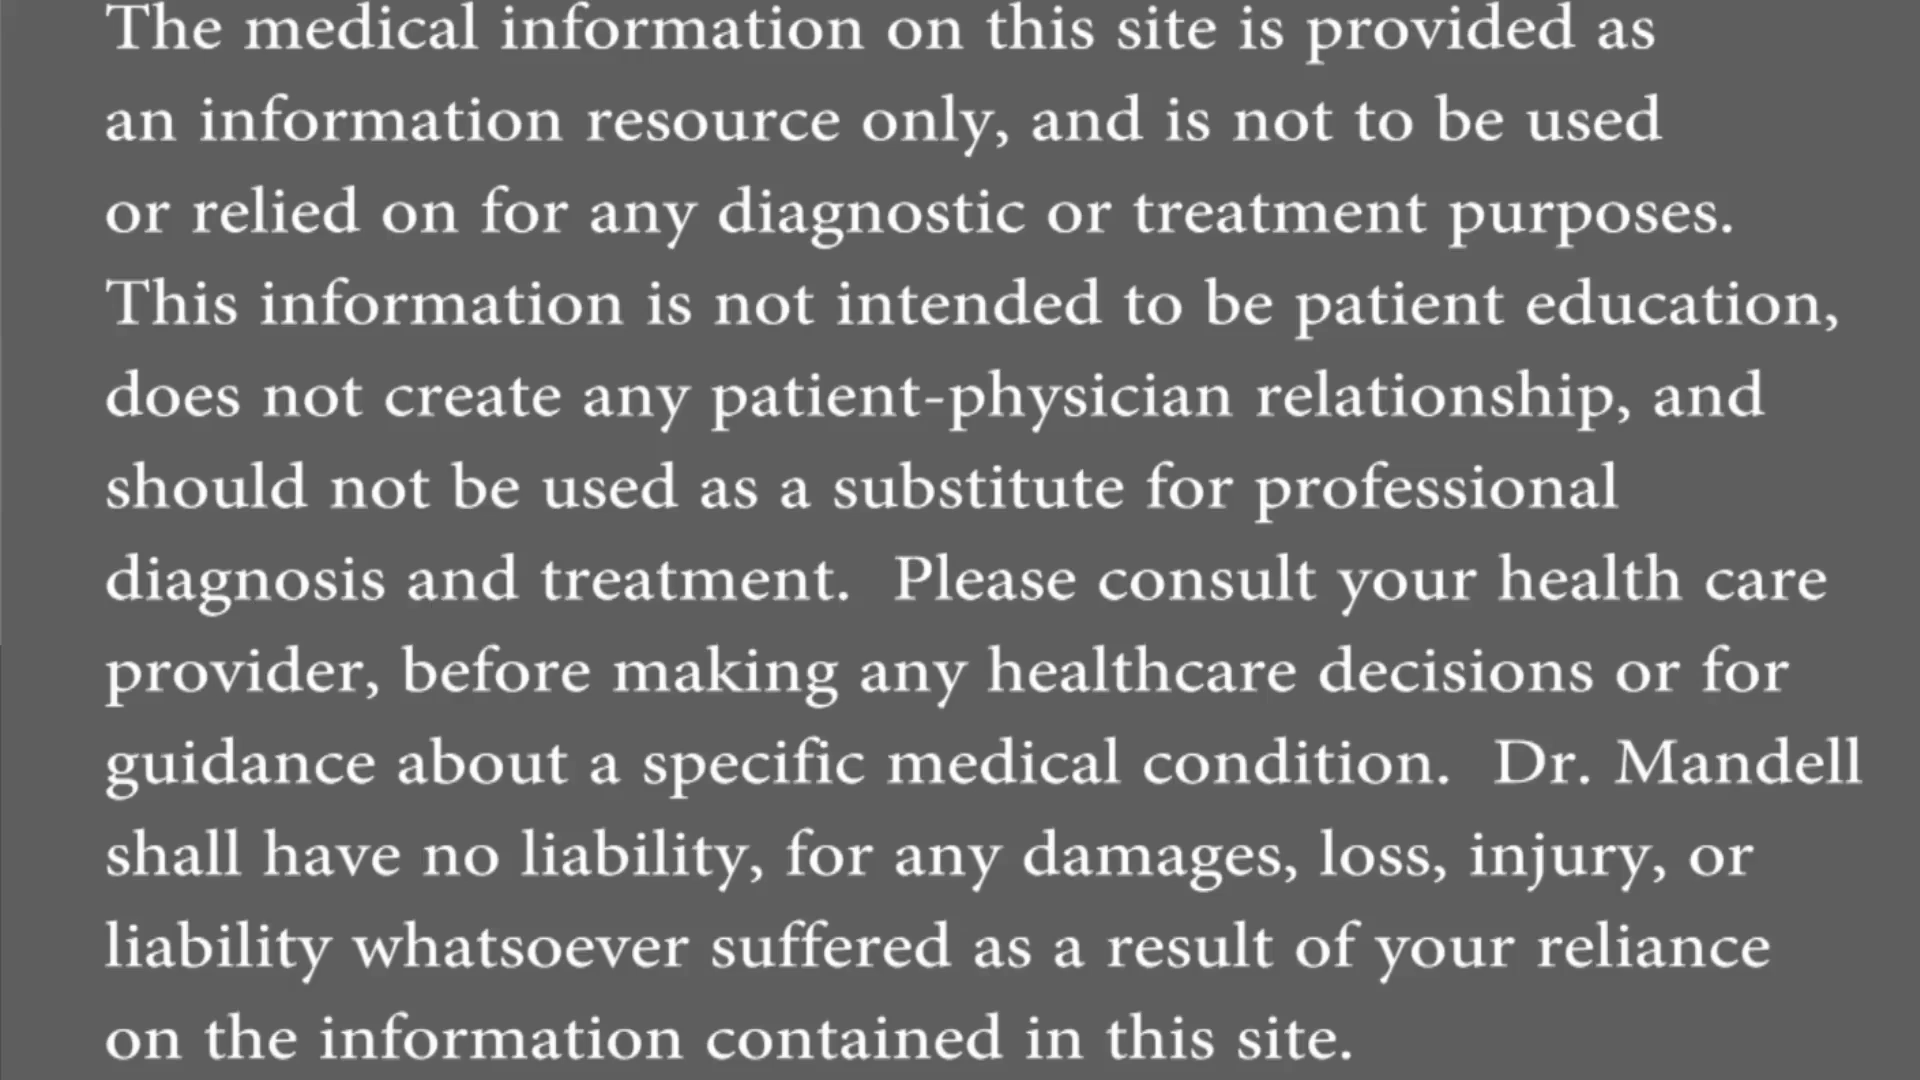 The medical information on this site is provided as
an information resource only, and is not to be used
or relied on for any diagnostic or treatment purposes.
This information is not intended to be patient education,
does not create any patient-physician relationship, and
should not be used as a substitute for professional
diagnosis and treatment.  Please consult your health care
provider, before making any healthcare decisions or for
guidance about a specific medical condition.  Dr. Mandell
shall have no liability, for any damages, loss, injury, or
liability whatsoever suffered as a result of your reliance
on the information contained in this site.